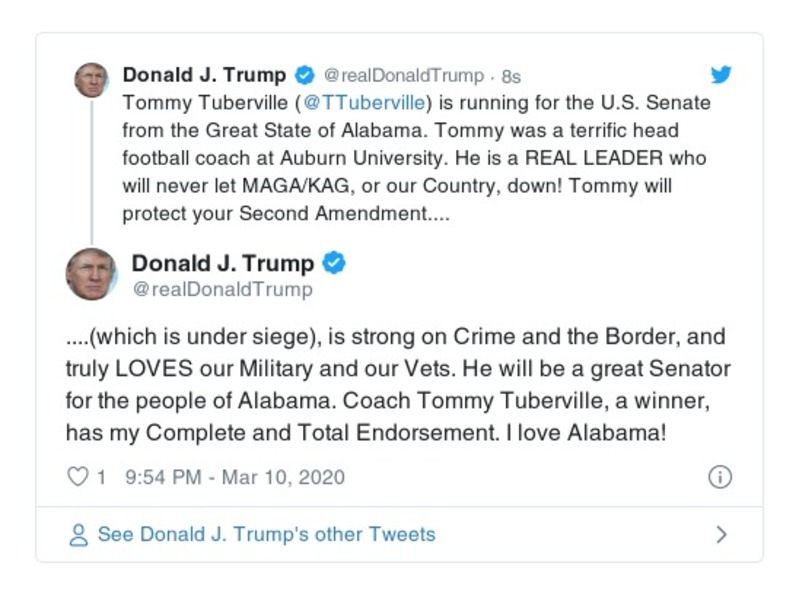 Donald J. Trump @realDonaldTrump · 8s
Tommy Tuberville (@TTuberville) is running for the U.S. Senate
from the Great State of Alabama. Tommy was a terrific head
football coach at Auburn University. He is a REAL LEADER who
will never let MAGA/KAG, or our Country, down! Tommy will
protect your Second Amendment....
Donald J. Trump
@realDonaldTrump
....(which is under siege), is strong on Crime and the Border, and
truly LOVES our Military and our Vets. He will be a great Senator
for the people of Alabama. Coach Tommy Tuberville, a winner,
has my Complete and Total Endorsement. I love Alabama!
1 9:54 PM - Mar 10, 2020
See Donald J. Trump's other Tweets